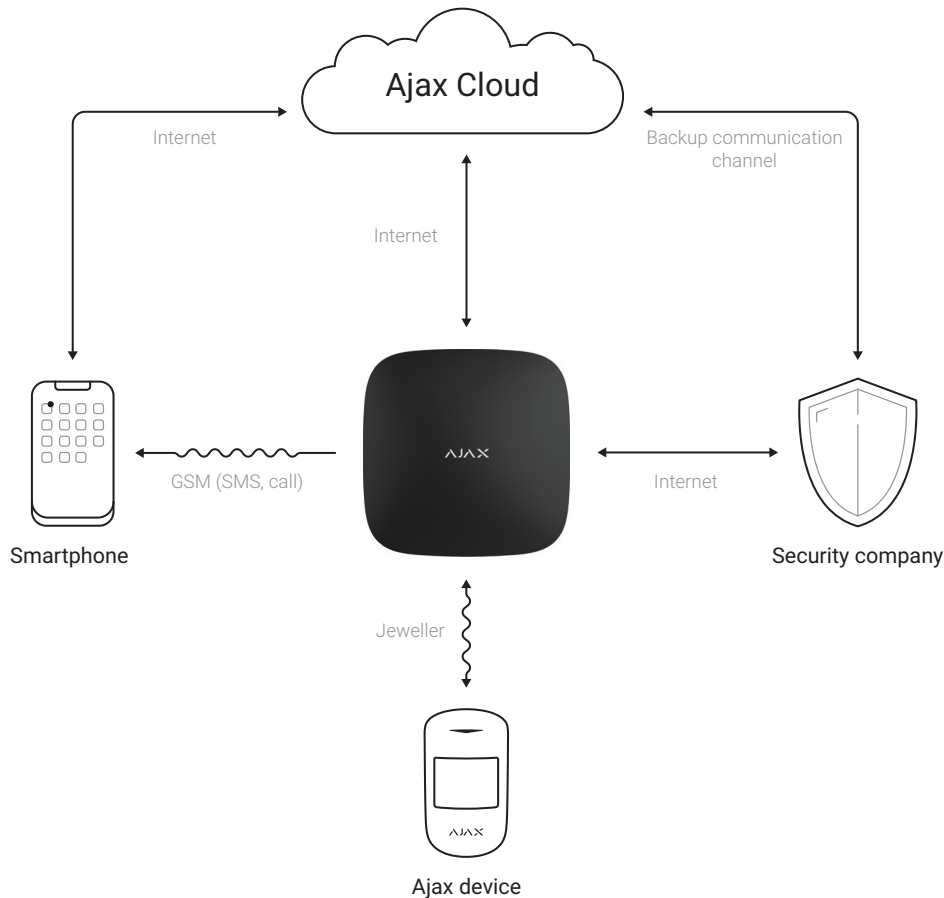 Ajax Cloud
Internet
Backup communication
channel
Internet
AJAX
GSM (SMS, call)
Internet
Smartphone
Security company
Jeweller
AJAX
Ajax device